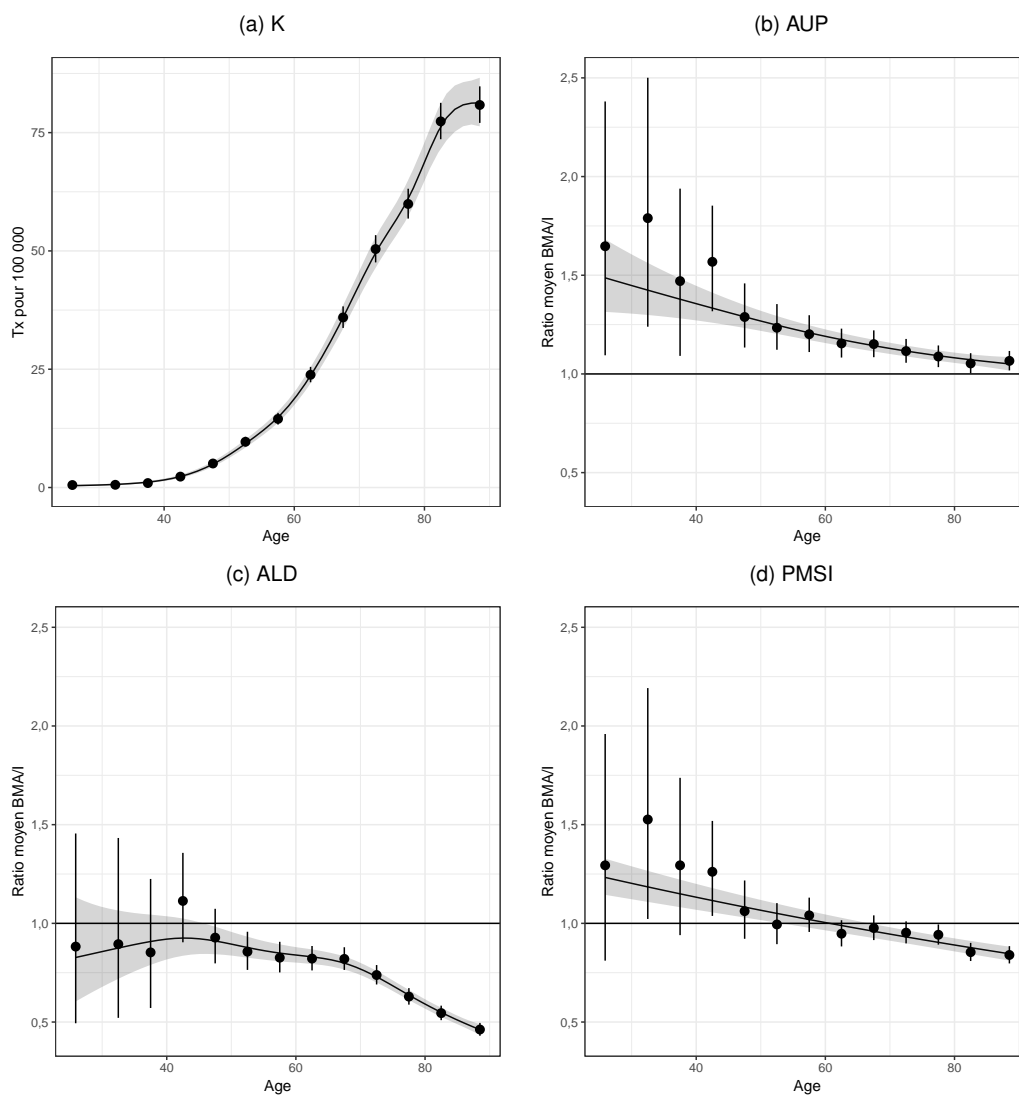 (a) K
Tx pour 100 000
75
50
25
0
40
60
80
Age
(b) AUP
Ratio moyen BMA/I
2,5
2,0
1,5
1,0
0,5
40
60
80
Age
(c) ALD
Ratio moyen BMA/I
2,5
2,0
1,5
1,0
0,5
40
60
80
Age
(d) PMSI
Ratio moyen BMA/I
2,5
2,0
1,5
1,0
0,5
40
60
80
Age